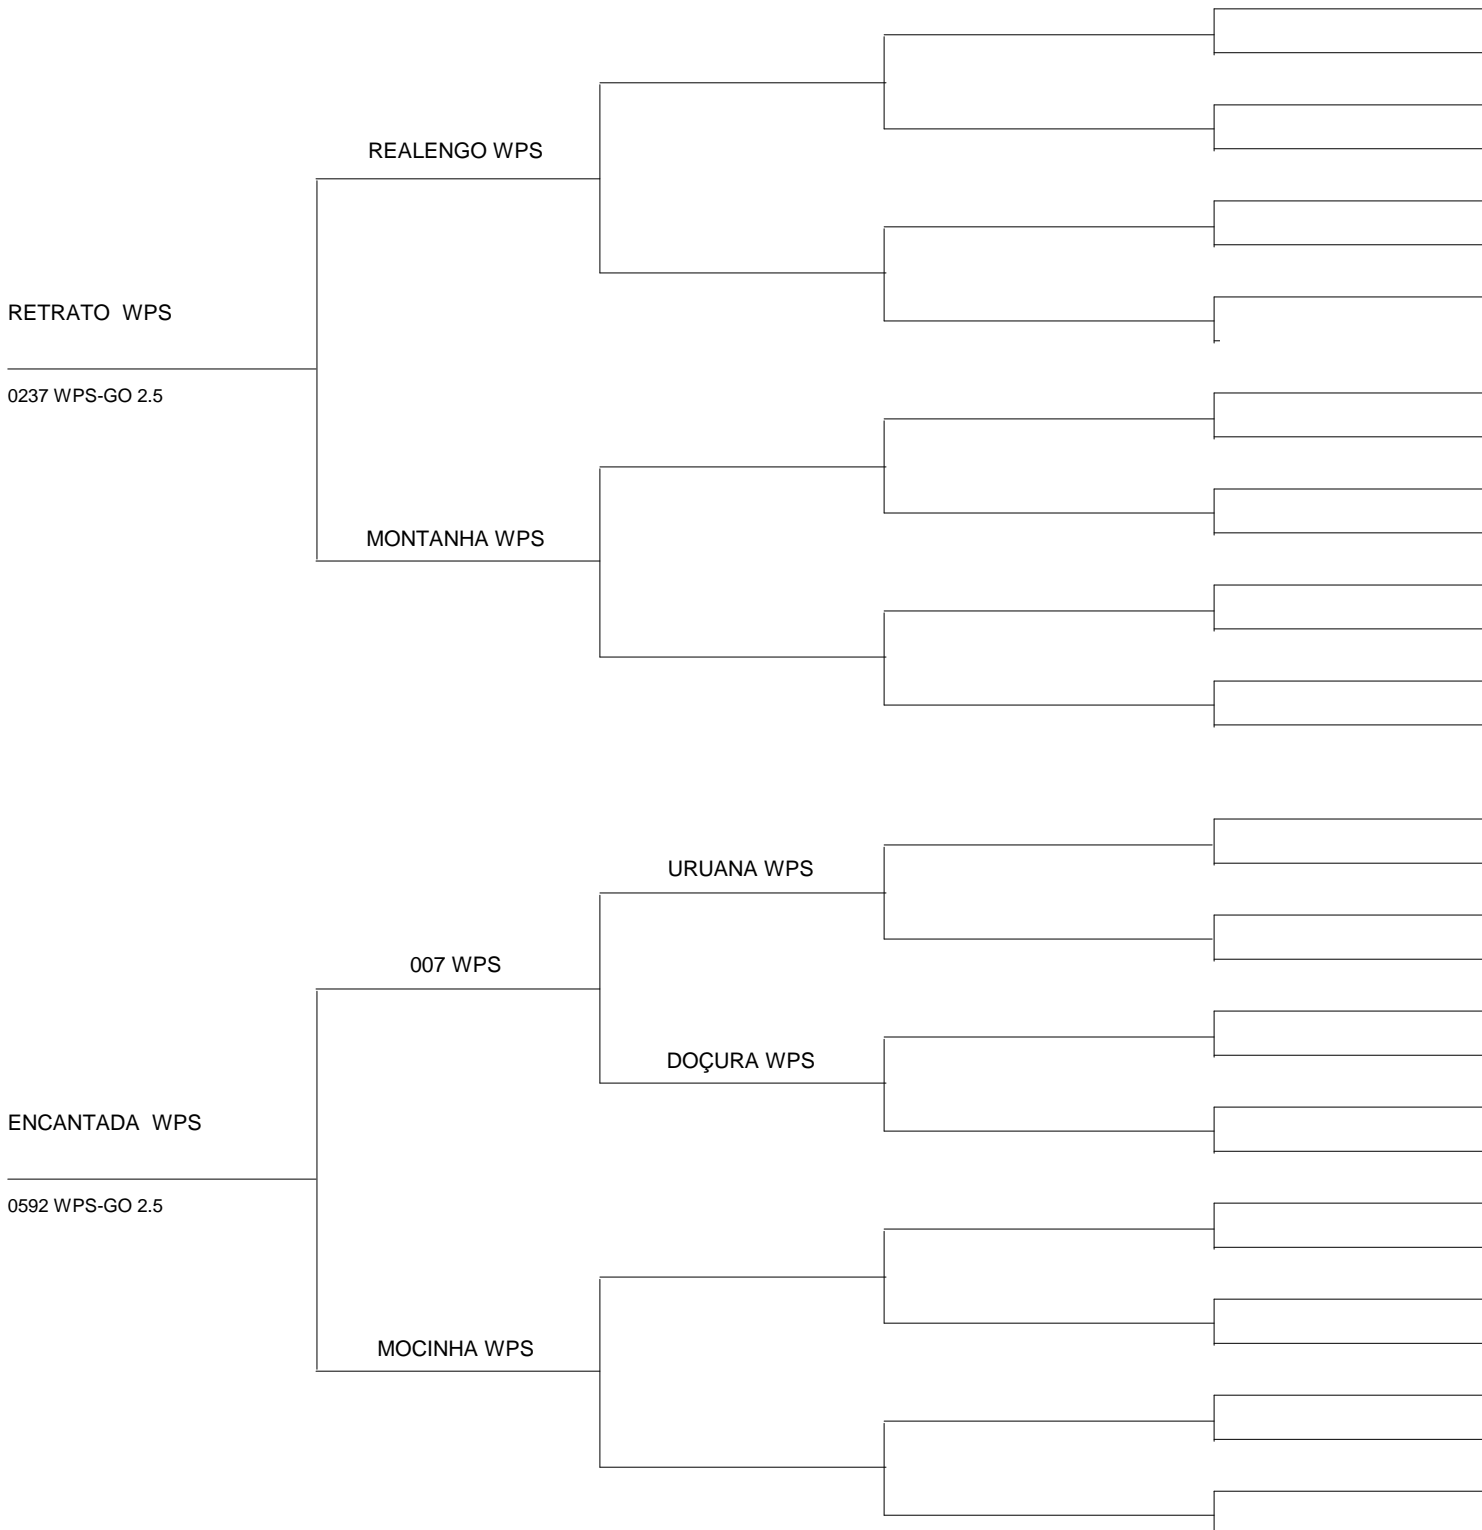 REALENGO WPS
RETRATO  WPS
0237 WPS-GO 2.5
MONTANHA WPS
URUANA WPS
007 WPS
DOÇURA WPS
ENCANTADA  WPS
0592 WPS-GO 2.5
MOCINHA WPS